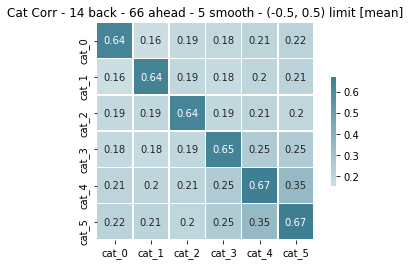 Cat Corr - 14 back - 66 ahead - 5 smooth - (-0.5, 0.5) limit [mean]
cat_0 0.64 0.16 0.19 0.18 0.21 0.22
cat_1 0.16 0.64 0.19 0.18 0.2 0.21
cat_2 0.19 0.19 0.64 0.19 0.21 0.2
cat_3 0.18 0.18 0.19 0.65 0.25 0.25
cat_4 0.21 0.2 0.21 0.25 0.67 0.35
cat_5 0.22 0.21 0.2 0.25 0.35 0.67
cat_0 cat_1 cat_2 cat_3 cat_4 cat_5
0.6
0.5
0.4
0.3
0.2